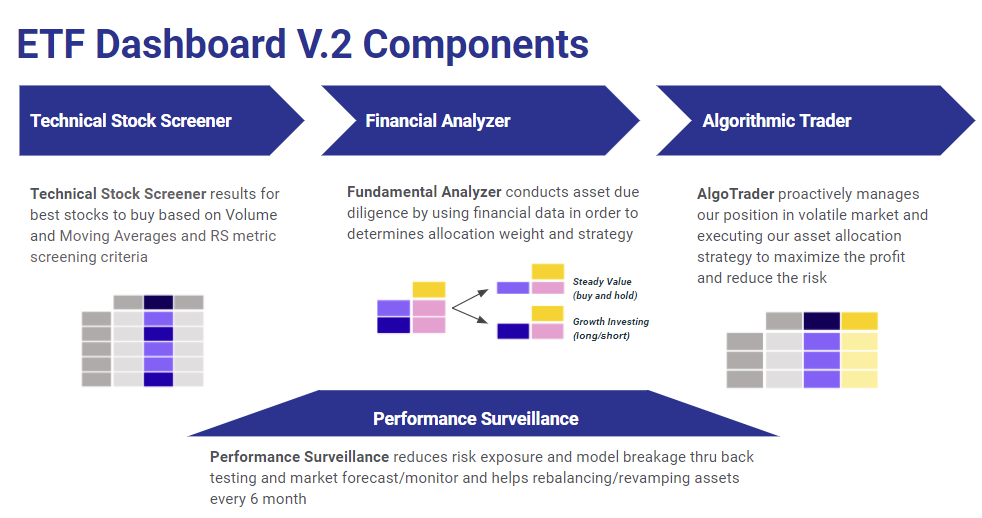 ETF Dashboard V.2 Components
Technical Stock Screener
Financial Analyzer
Algorithmic Trader
Technical Stock Screener results for
best stocks to buy based on Volume
and Moving Averages and RS metric
screening criteria
Fundamental Analyzer conducts asset due
diligence by using financial data in order to
determines allocation weight and strategy
AlgoTrader proactively manages
our position in volatile market and
executing our asset allocation
strategy to maximize the profit
and reduce the risk
Steady Value
(buy and hold)
Growth Investing
(long/short)
Performance Surveillance
Performance Surveillance reduces risk exposure and model breakage thru back
testing and market forecast/monitor and helps rebalancing/revamping assets
every 6 month